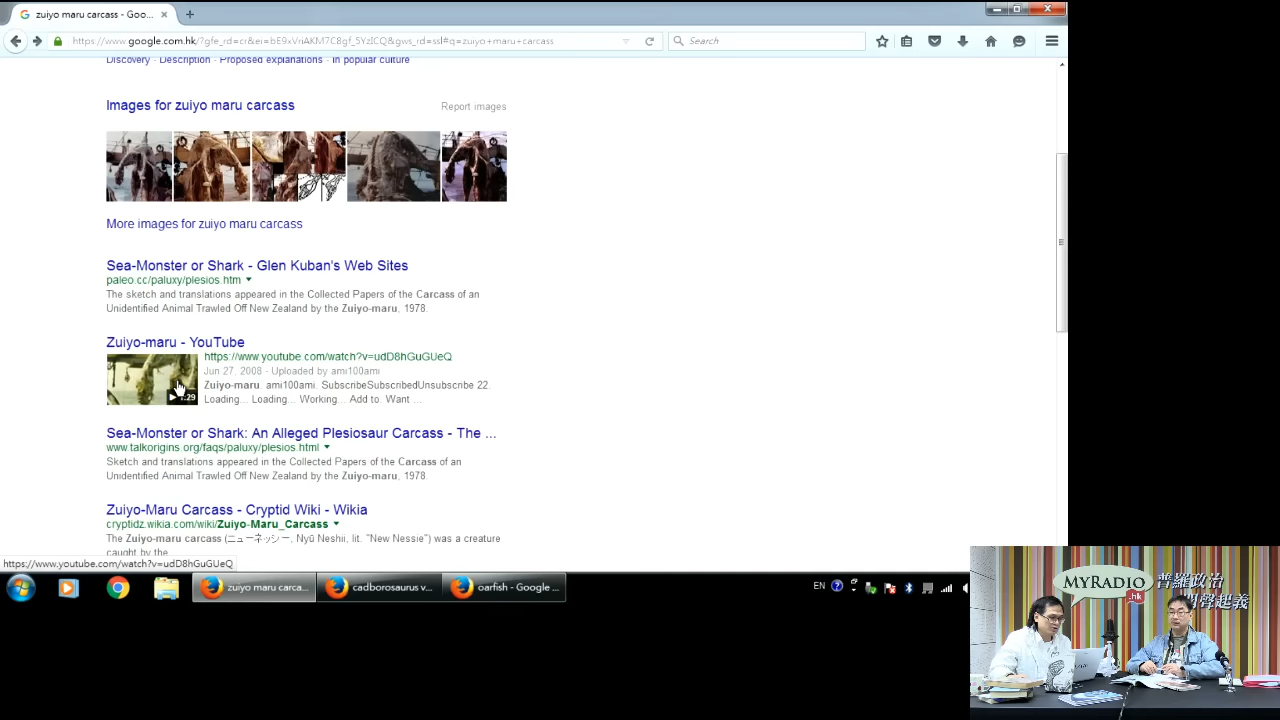 zuiyo maru carcass - Goo...
https://www.google.com.hk/?gfe_rd=cr&ei=bE9xVriAKM7C8gf_5YzICQ&gws_rd=ssl#q=zuiyo+maru+carcass
Search
Discovery · Description · Proposed explanations · In popular culture
Images for zuiyo maru carcass
Report images
More images for zuiyo maru carcass
Sea-Monster or Shark - Glen Kuban's Web Sites
paleo.cc/paluxy/plesios.htm
The sketch and translations appeared in the Collected Papers of the Carcass of an
Unidentified Animal Trawled Off New Zealand by the Zuiyo-maru, 1978.
Zuiyo-maru - YouTube
https://www.youtube.com/watch?v=udD8hGuGUeQ
Jun 27, 2008 - Uploaded by ami100ami
Zuiyo-maru. ami100ami. SubscribeSubscribedUnsubscribe 22.
Loading... Loading... Working... Add to. Want ...
:29
Sea-Monster or Shark: An Alleged Plesiosaur Carcass - The ...
www.talkorigins.org/faqs/paluxy/plesios.html
Sketch and translations appeared in the Collected Papers of the Carcass of an
Unidentified Animal Trawled Off New Zealand by the Zuiyo-maru, 1978.
Zuiyo-Maru Carcass - Cryptid Wiki - Wikia
cryptidz.wikia.com/wiki/Zuiyo-Maru_Carcass
The Zuiyo-maru carcass (ニューネッシー, Nyū Nesshii, lit. "New Nessie") was a creature
caught by the
https://www.youtube.com/watch?v=udD8hGuGUeQ
zuiyo maru carca...
cadborosaurus v...
oarfish - Google ...
EN
MYRADIO
.hk
普羅政治
聲起義